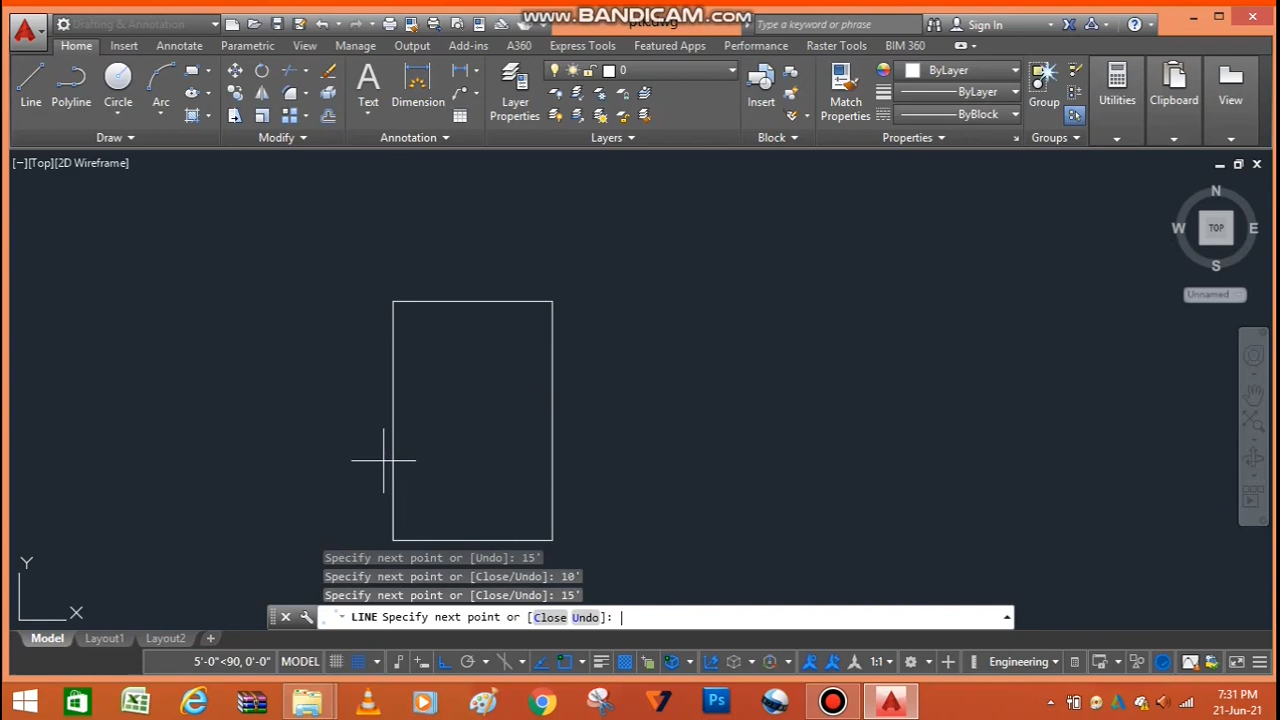 www.BANDICAM.com
Drafting & Annotation
Type a keyword or phrase
Sign In
Home Insert Annotate Parametric View Manage Output Add-ins A360 Express Tools Featured Apps Performance Raster Tools BIM 360
Line Polyline Circle Arc
Draw
Modify
Text Dimension
Annotation
Layer Properties
0
Layers
Insert
Block
Match Properties
ByLayer
ByLayer
ByBlock
Properties
Group
Groups
Utilities
Clipboard
View
[−][Top][2D Wireframe]
N
W TOP E
S
Unnamed
Y
X
Specify next point or [Undo]: 15'
Specify next point or [Close/Undo]: 10'
Specify next point or [Close/Undo]: 15'
LINE Specify next point or [Close Undo]:
Model Layout1 Layout2 +
5'-0"<90, 0'-0" MODEL 1:1 Engineering
Ps
7:31 PM
21-Jun-21